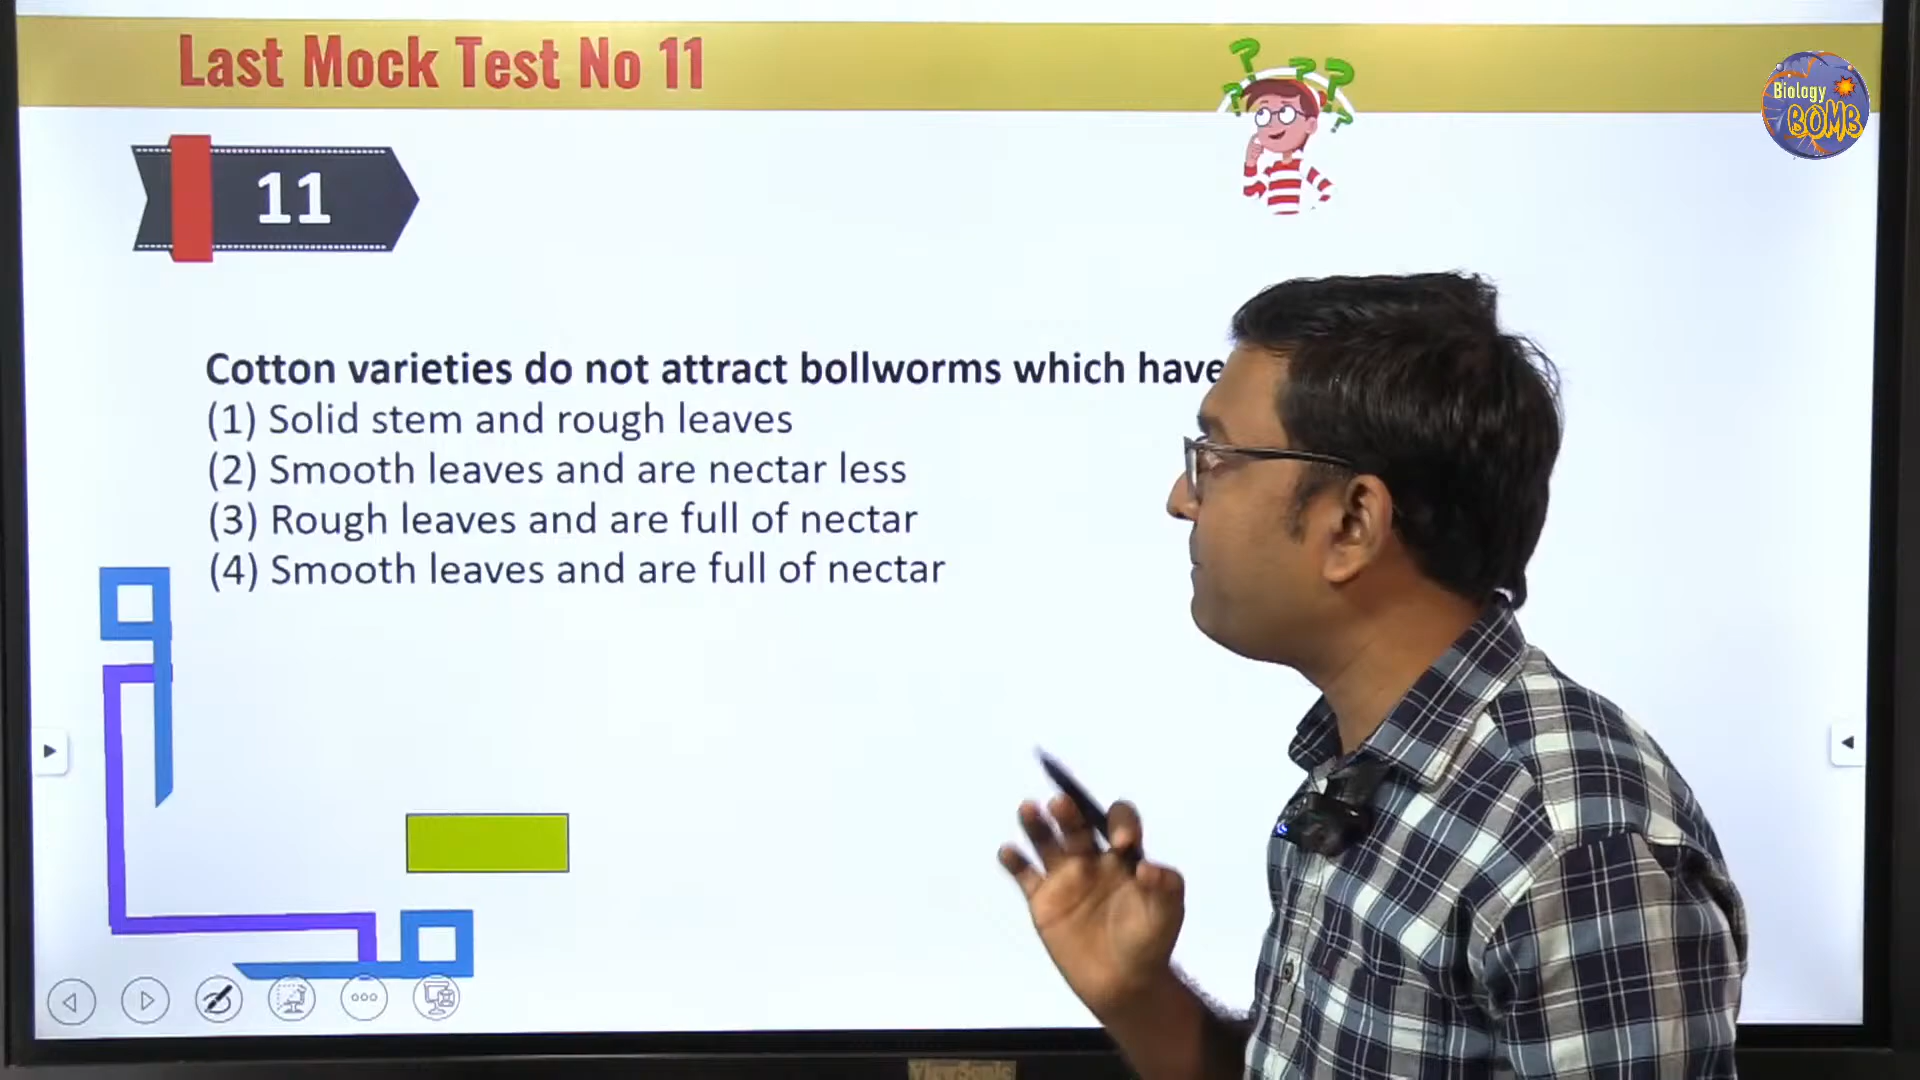 Last Mock Test No 11
Biology
BOMB
11
Cotton varieties do not attract bollworms which have
(1) Solid stem and rough leaves
(2) Smooth leaves and are nectar less
(3) Rough leaves and are full of nectar
(4) Smooth leaves and are full of nectar
ViewSonic